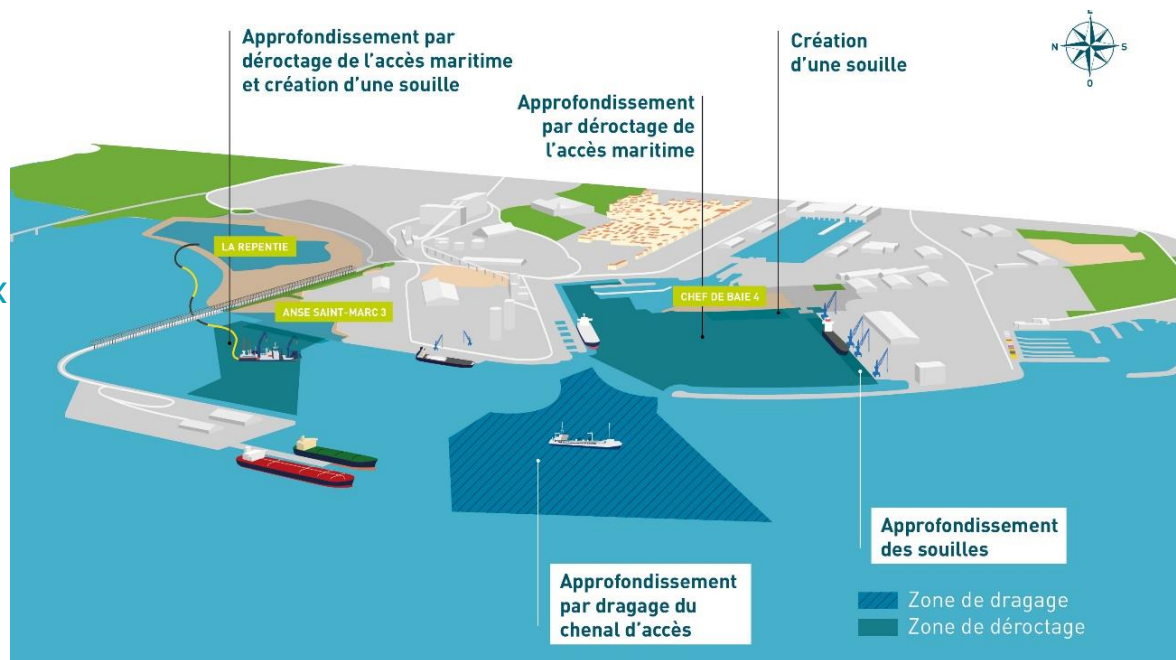 Approfondissement par
déroctage de l'accès maritime
et création d'une souille
Approfondissement
par déroctage de
l'accès maritime
Création
d'une souille
E
N
S
O
LA REPENTIE
ANSE SAINT-MARC 3
CHEF DE BAIE 4
x
Approfondissement
des souilles
Approfondissement
par dragage du
chenal d'accès
Zone de dragage
Zone de déroctage